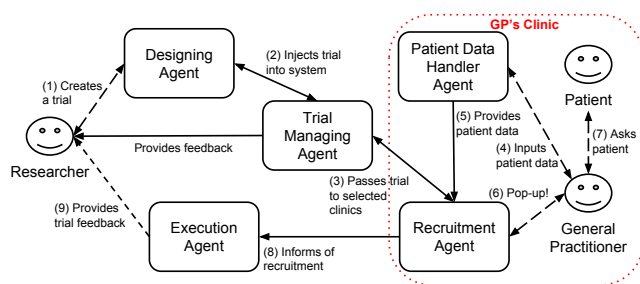 GP's Clinic
Designing
Agent
(2) Injects trial
into system
Patient Data
Handler
Agent
(1) Creates
a trial
Patient
(5) Provides
patient data
(7) Asks
patient
Trial
Managing
Agent
Provides feedback
Researcher
(4) Inputs
patient data
(3) Passes trial
to selected
clinics
(6) Pop-up!
(9) Provides
trial feedback
Execution
Agent
Recruitment
Agent
General
Practitioner
(8) Informs of
recruitment